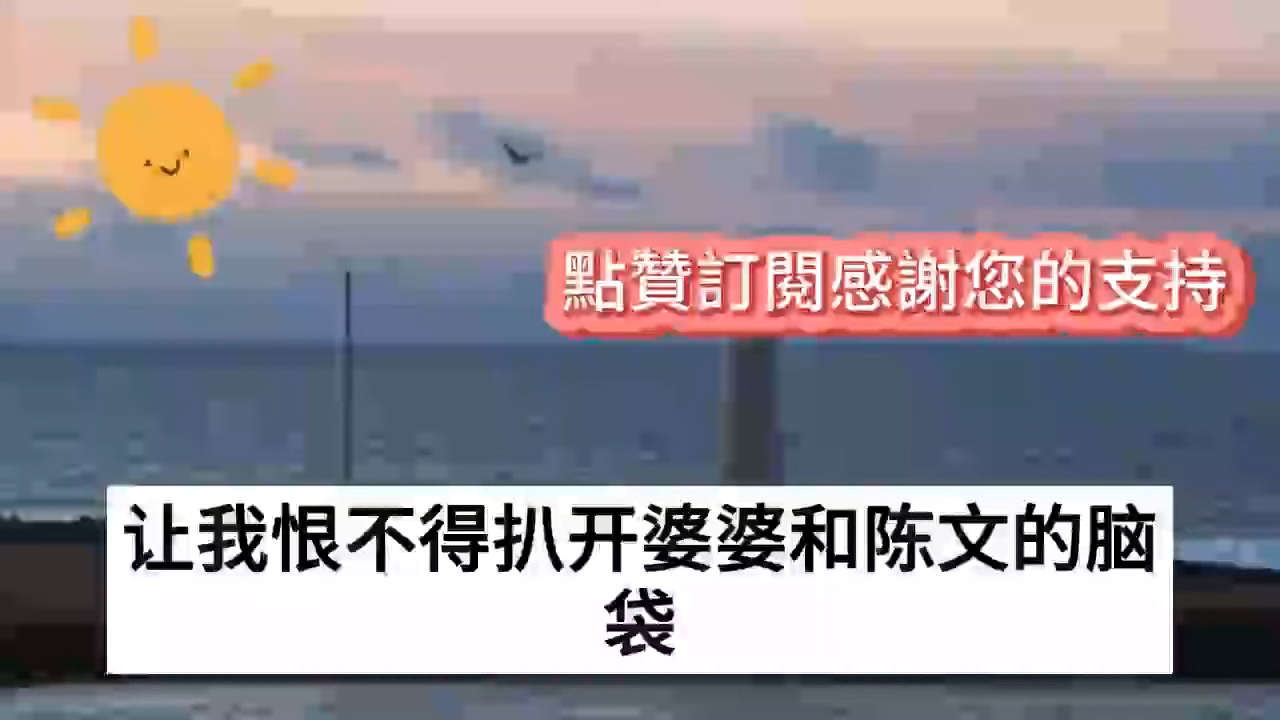 點贊訂閱感謝您的支持
让我恨不得扒开婆婆和陈文的脑
袋